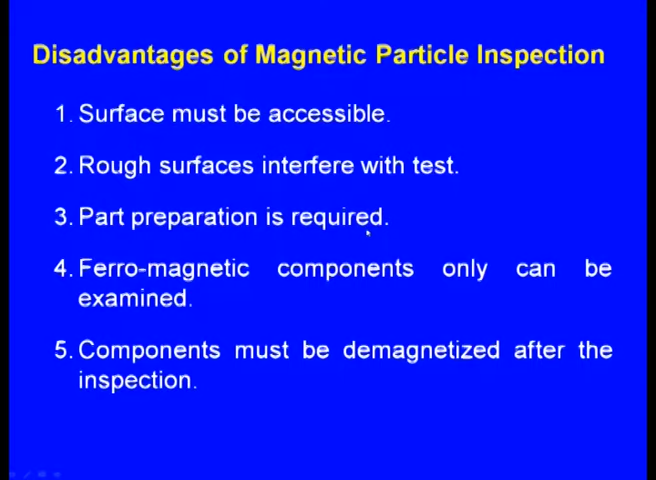 Disadvantages of Magnetic Particle Inspection
1. Surface must be accessible.
2. Rough surfaces interfere with test.
3. Part preparation is required.
4. Ferro-magnetic components only can be
examined.
5. Components must be demagnetized after the
inspection.